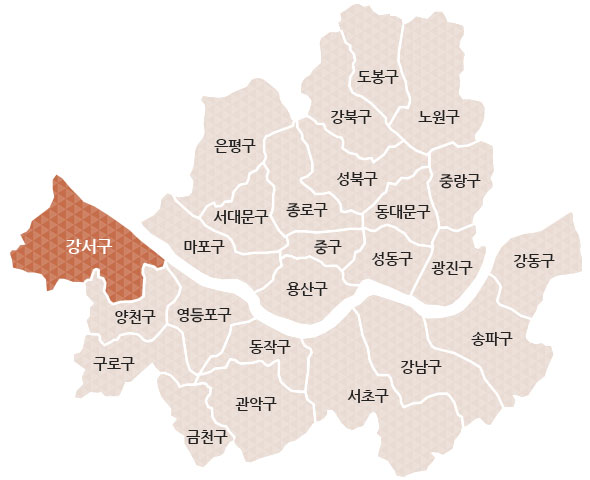 도봉구
강북구
노원구
은평구
성북구
중랑구
종로구
동대문구
서대문구
강서구
마포구
중구
성동구
광진구
강동구
용산구
양천구
영등포구
송파구
동작구
구로구
강남구
서초구
관악구
금천구